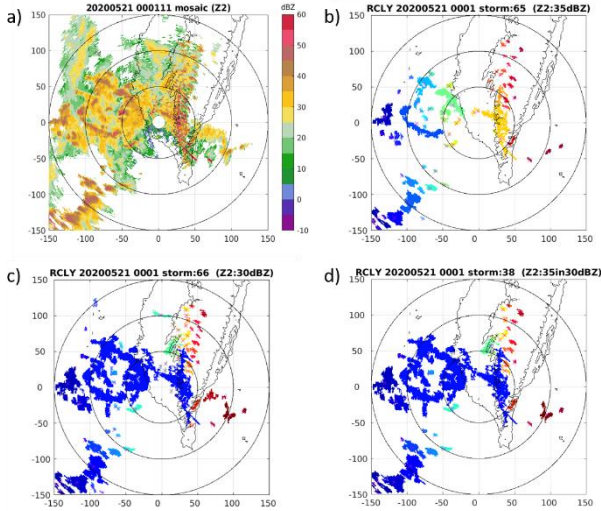 a)
20200521 000111 mosaic (Z2)
dBZ
60
50
40
30
20
10
0
-10
150
100
50
0
-50
-100
-150
-150 -100 -50 0 50 100 150
b)
RCLY 20200521 0001 storm:65 (Z2:35dBZ)
150
100
50
0
-50
-100
-150
-150 -100 -50 0 50 100 150
c)
RCLY 20200521 0001 storm:66 (Z2:30dBZ)
150
100
50
0
-50
-100
-150
-150 -100 -50 0 50 100 150
d)
RCLY 20200521 0001 storm:38 (Z2:35in30dBZ)
150
100
50
0
-50
-100
-150
-150 -100 -50 0 50 100 150